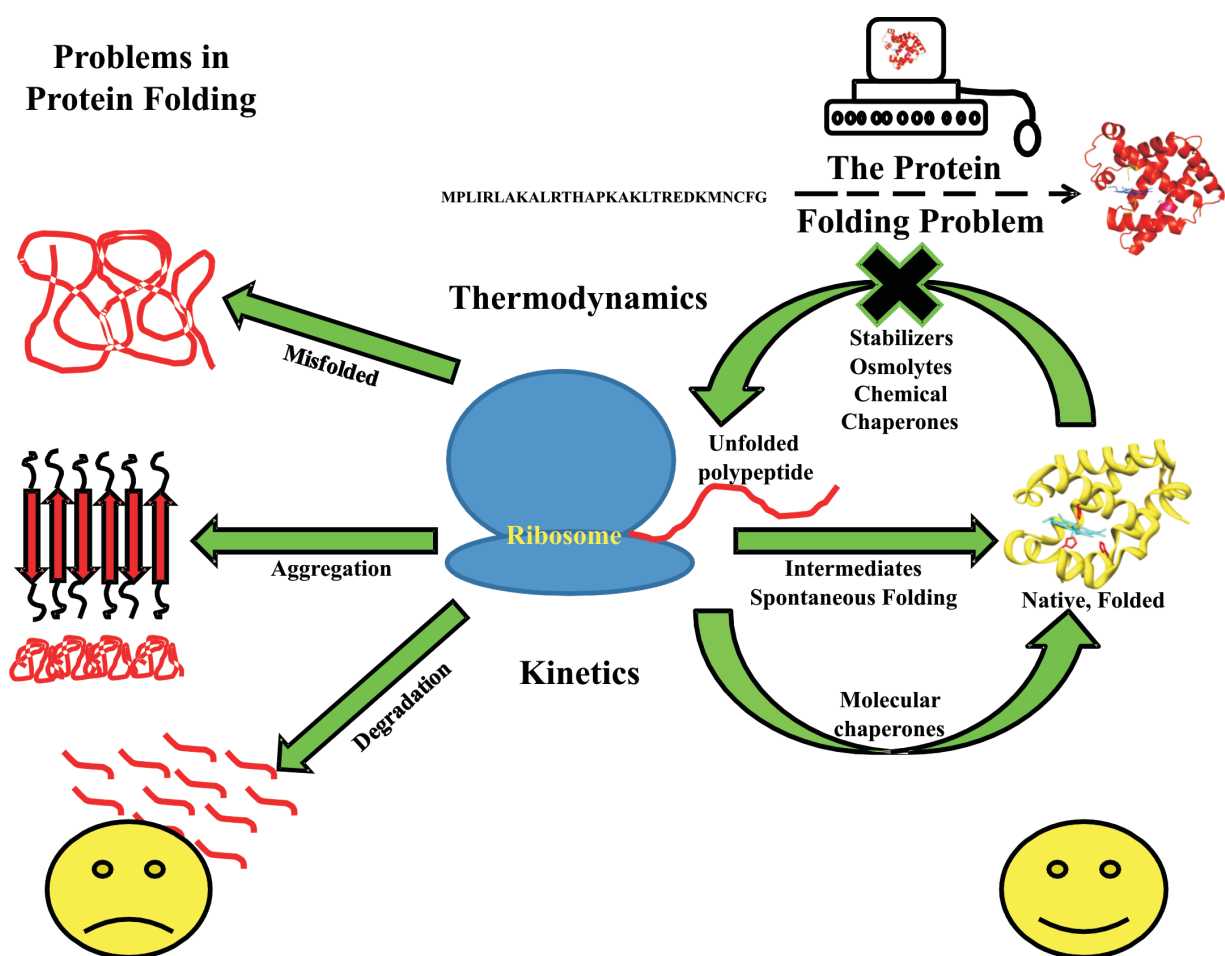 Problems in
Protein Folding
The Protein
MPLIRLAKALRTHAPKAKLTREDKMNCFG
Folding Problem
Thermodynamics
Stabilizers
Osmolytes
Chemical
Chaperones
Misfolded
Unfolded
polypeptide
Ribosome
Aggregation
Intermediates
Spontaneous Folding
Native, Folded
Kinetics
Degradation
Molecular
chaperones